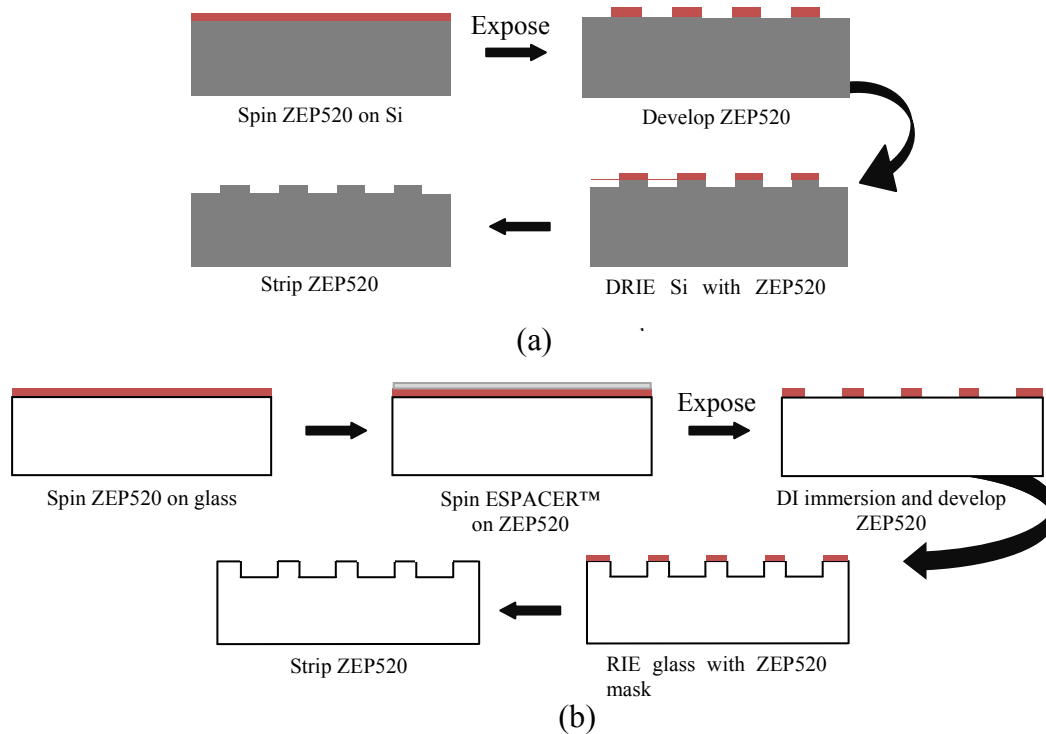 Expose
Spin ZEP520 on Si
Develop ZEP520
Strip ZEP520
DRIE Si with ZEP520
(a)
Expose
Spin ZEP520 on glass
Spin ESPACER™
on ZEP520
DI immersion and develop
ZEP520
Strip ZEP520
RIE glass with ZEP520
mask
(b)